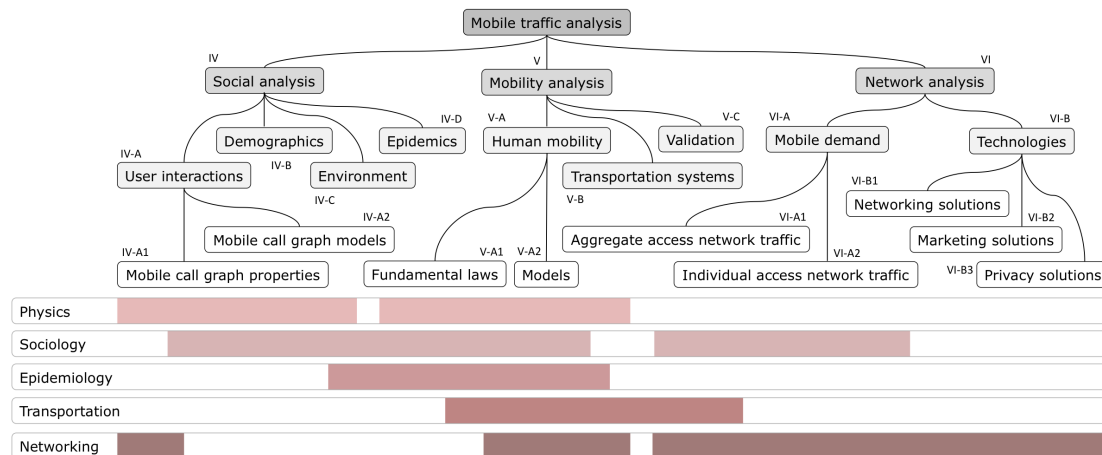 Mobile traffic analysis
IV
V
VI
Social analysis
Mobility analysis
Network analysis
IV-D
V-A
V-C
VI-A
VI-B
Demographics
Epidemics
Human mobility
Validation
Mobile demand
Technologies
IV-A
IV-B
User interactions
Environment
Transportation systems
VI-B1
IV-C
V-B
Networking solutions
IV-A2
VI-A1
VI-B2
Mobile call graph models
Aggregate access network traffic
Marketing solutions
IV-A1
V-A1
V-A2
VI-A2
VI-B3
Mobile call graph properties
Fundamental laws
Models
Individual access network traffic
Privacy solutions
Physics
Sociology
Epidemiology
Transportation
Networking